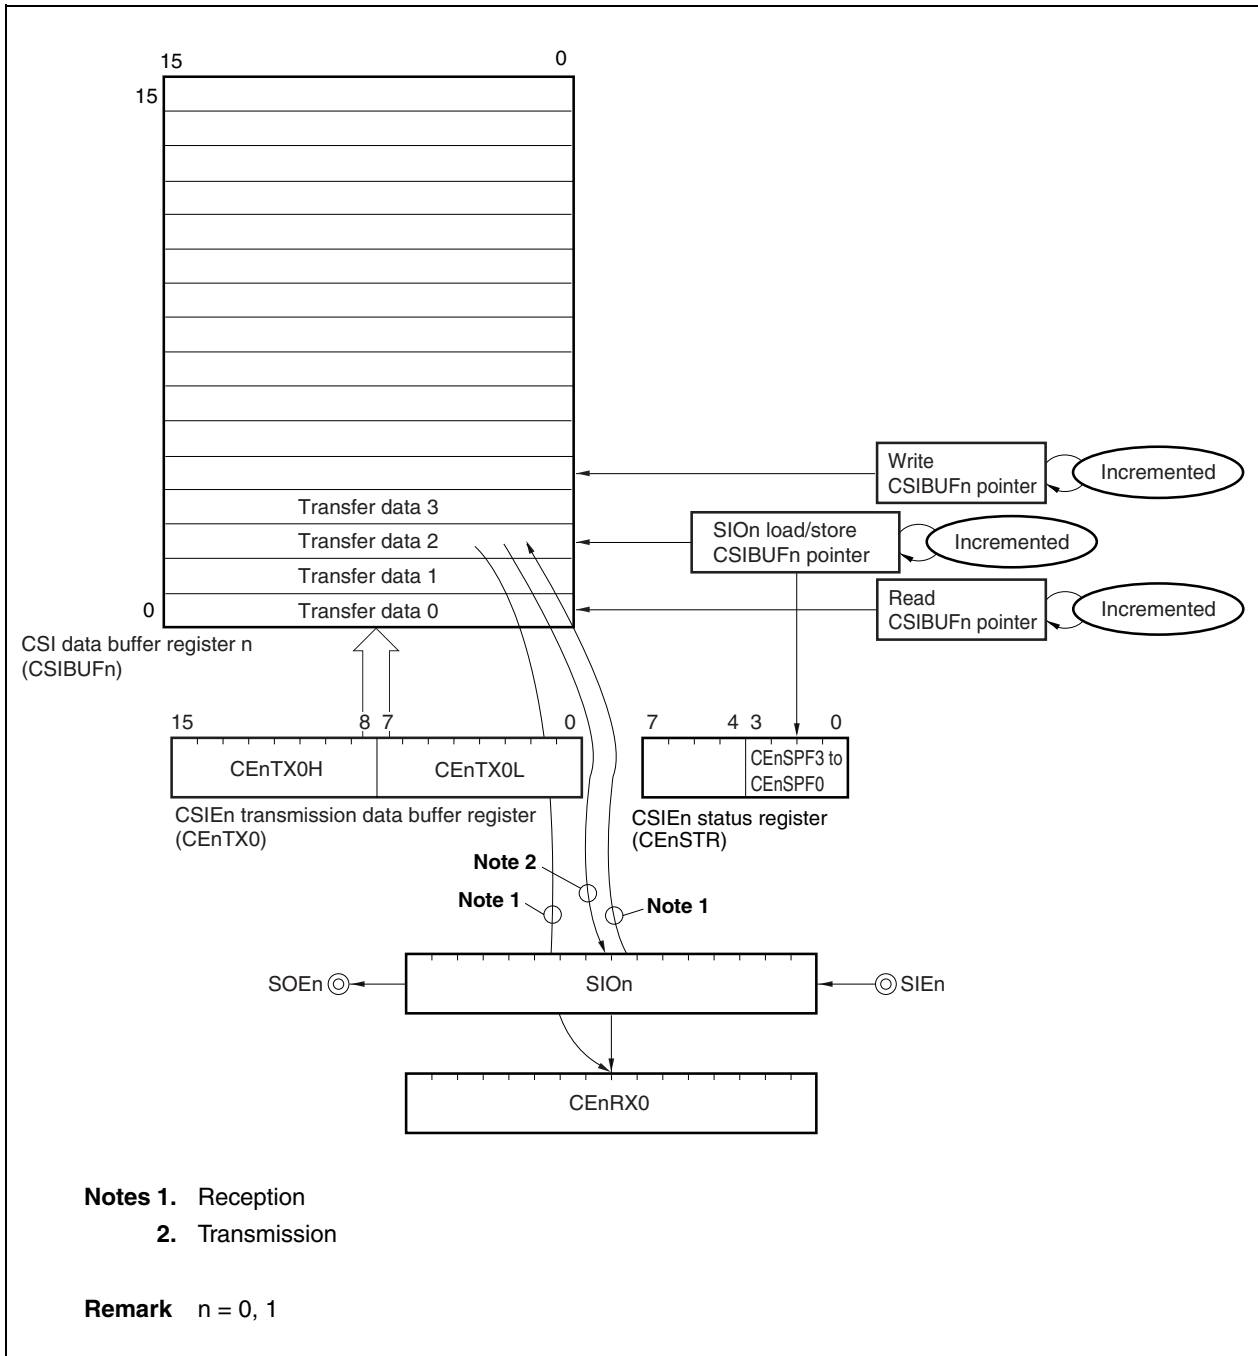 15 0
15
Write
CSIBUFn pointer
Incremented
Transfer data 3
SIOn load/store
CSIBUFn pointer
Incremented
Transfer data 2
Transfer data 1
Read
CSIBUFn pointer
Incremented
0 Transfer data 0
CSI data buffer register n
(CSIBUFn)
15 8 7 0
7 4 3 0
CEnTX0H CEnTX0L
CEnSPF3 to
CEnSPF0
CSIEn transmission data buffer register
(CEnTX0)
CSIEn status register
(CEnSTR)
Note 2
Note 1
Note 1
SOEn SIOn SIEn
CEnRX0
Notes 1. Reception
2. Transmission
Remark n = 0, 1